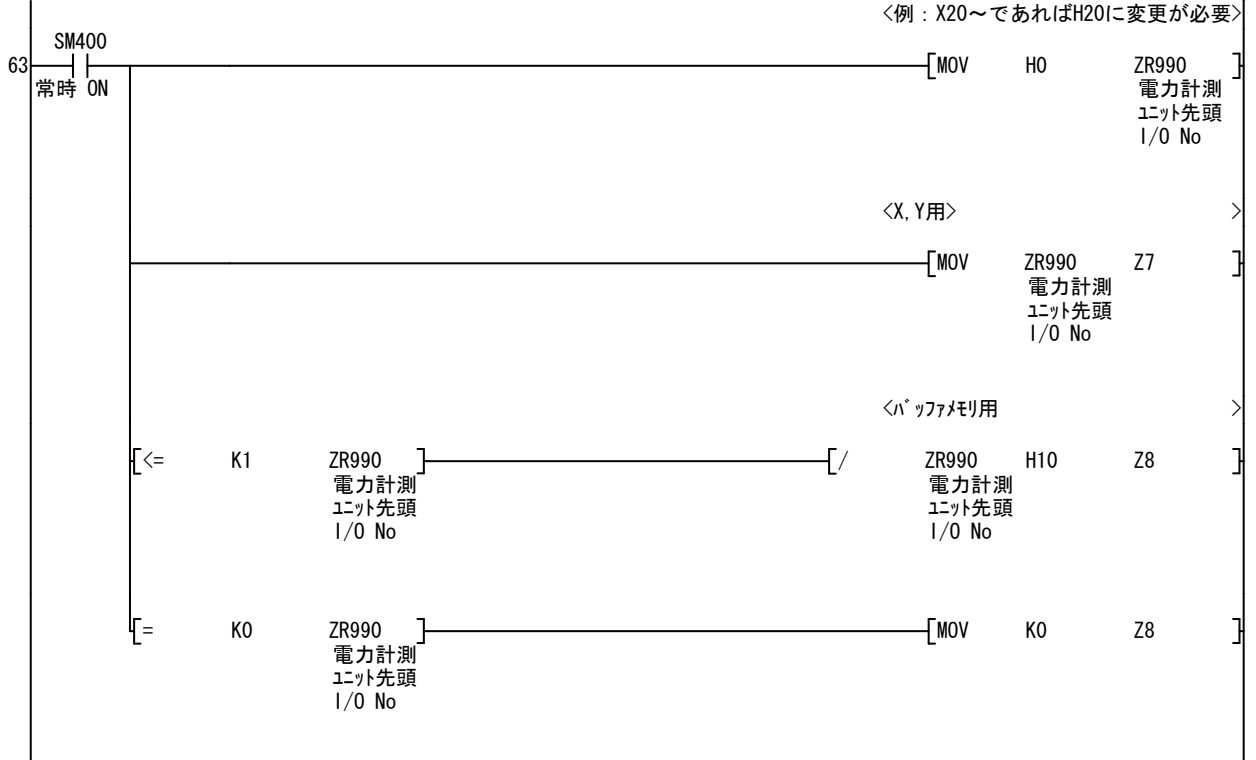 <例：X20～であればH20に変更が必要>
SM400
63
常時 ON
[MOV H0 ZR990 ]
電力計測
ﾕﾆｯﾄ先頭
I/O No
<X,Y用>
[MOV ZR990 Z7 ]
電力計測
ﾕﾆｯﾄ先頭
I/O No
<ﾊﾞｯﾌｧﾒﾓﾘ用 >
[<= K1 ZR990 ] [/ ZR990 H10 Z8 ]
電力計測 電力計測
ﾕﾆｯﾄ先頭 ﾕﾆｯﾄ先頭
I/O No I/O No
[= K0 ZR990 ] [MOV K0 Z8 ]
電力計測
ﾕﾆｯﾄ先頭
I/O No